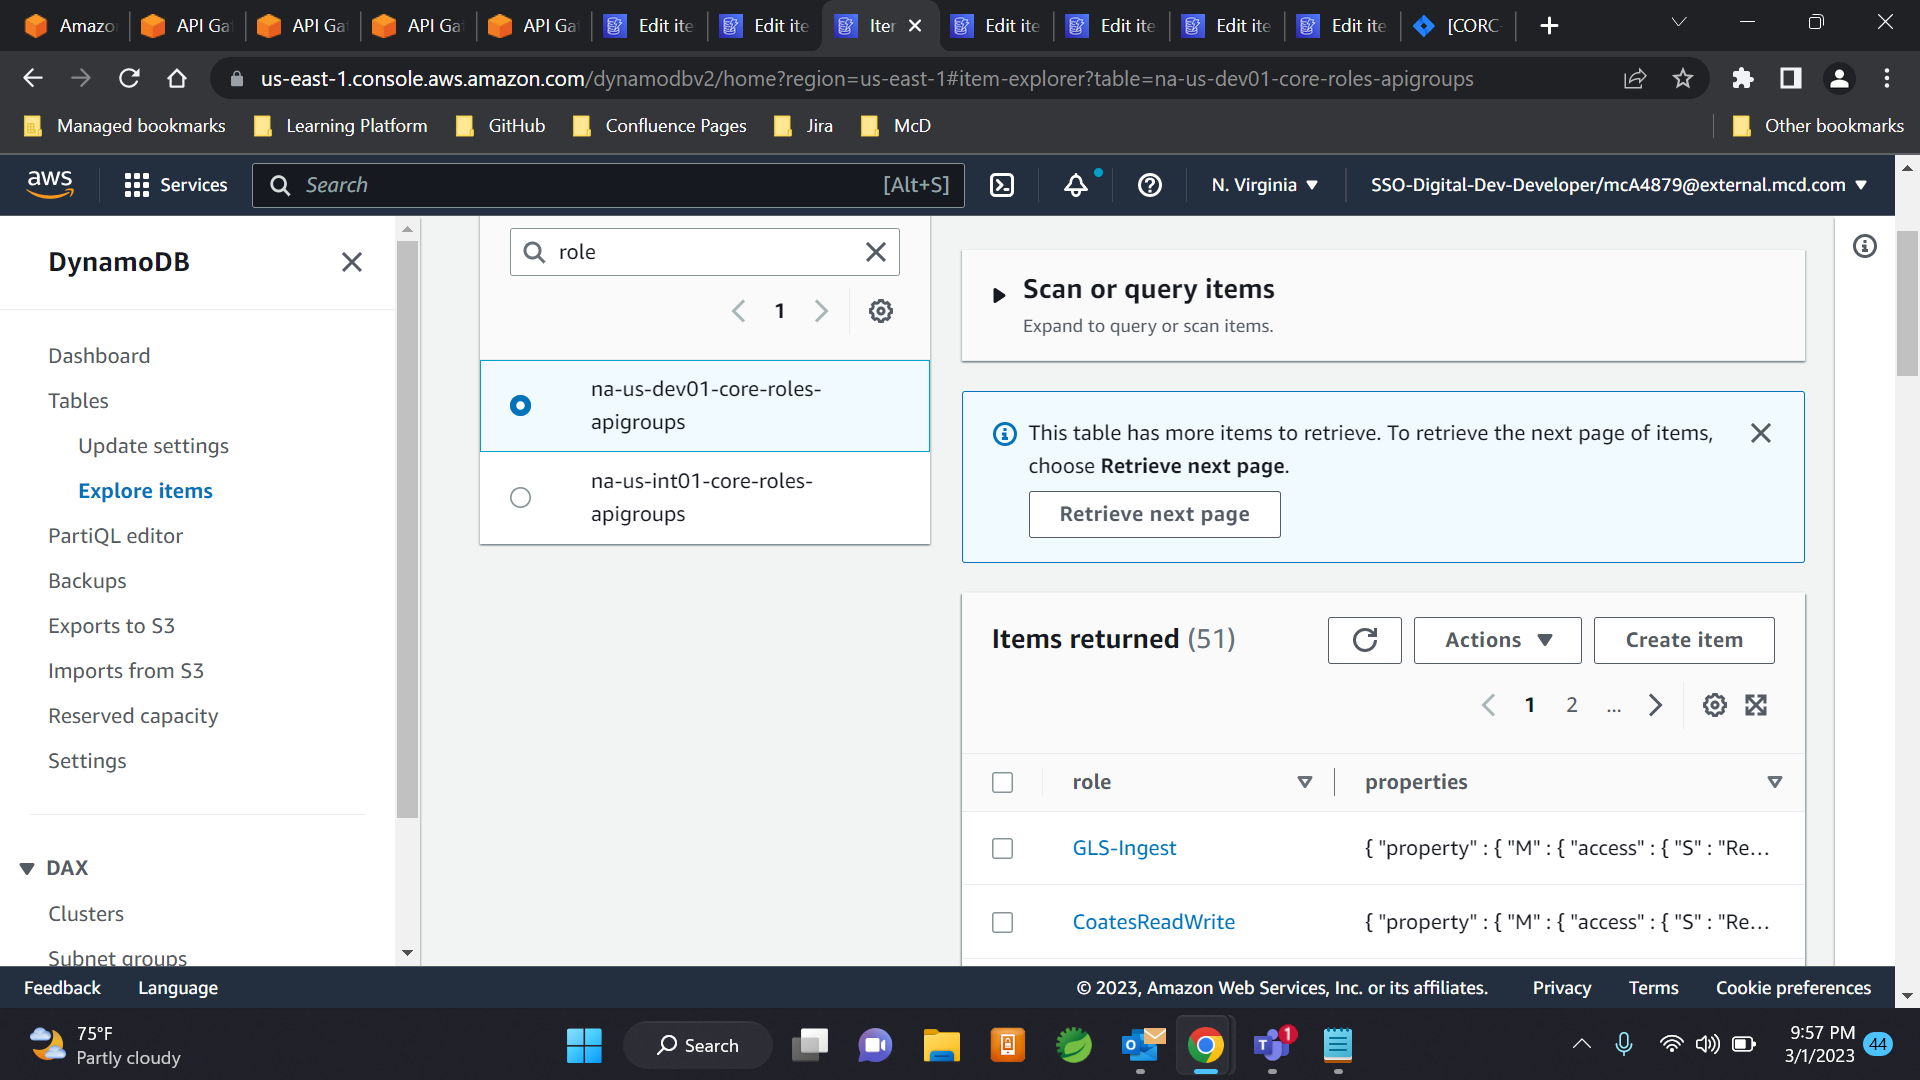 Amazo
API Ga
API Ga
API Ga
API Ga
Edit ite
Edit ite
Iter
Edit ite
Edit ite
Edit ite
Edit ite
[CORC-
us-east-1.console.aws.amazon.com/dynamodbv2/home?region=us-east-1#item-explorer?table=na-us-dev01-core-roles-apigroups
Managed bookmarks
Learning Platform
GitHub
Confluence Pages
Jira
McD
Other bookmarks
aws
Services
Search
[Alt+S]
N. Virginia
SSO-Digital-Dev-Developer/mcA4879@external.mcd.com
DynamoDB
Dashboard
Tables
Update settings
Explore items
PartiQL editor
Backups
Exports to S3
Imports from S3
Reserved capacity
Settings
DAX
Clusters
Subnet groups
role
1
na-us-dev01-core-roles-
apigroups
na-us-int01-core-roles-
apigroups
Scan or query items
Expand to query or scan items.
This table has more items to retrieve. To retrieve the next page of items,
choose Retrieve next page.
Retrieve next page
Items returned (51)
Actions
Create item
1 2 ...
role
properties
GLS-Ingest
{ "property" : { "M" : { "access" : { "S" : "Re...
CoatesReadWrite
{ "property" : { "M" : { "access" : { "S" : "Re...
Feedback
Language
© 2023, Amazon Web Services, Inc. or its affiliates.
Privacy
Terms
Cookie preferences
75°F
Partly cloudy
Search
1
9:57 PM
3/1/2023
44